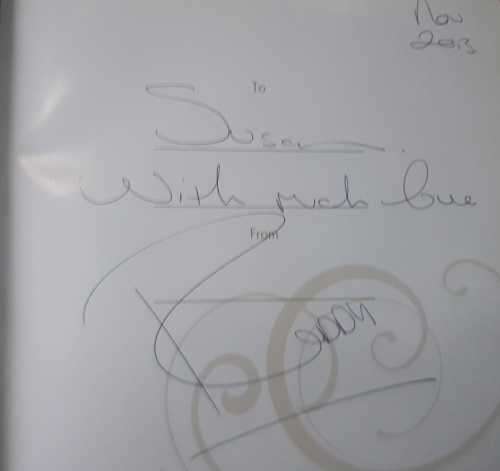 Nov
2013
To
Susan
With much love
From